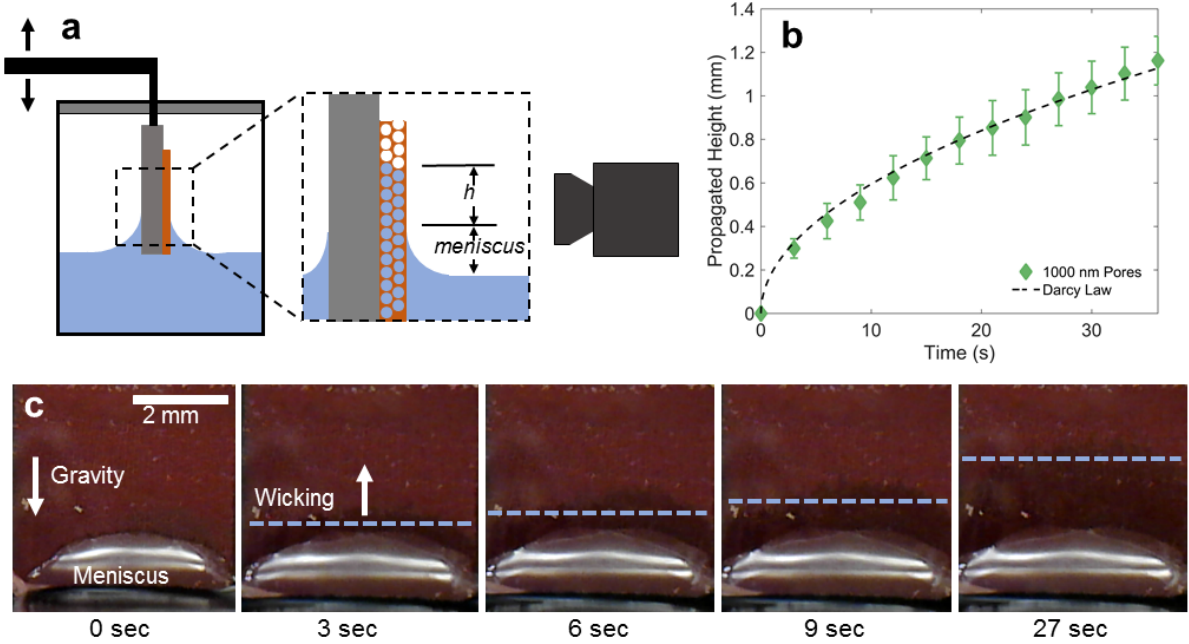 a
h
meniscus
b
Propagated Height (mm)
1.4
1.2
1
0.8
0.6
0.4
0.2
0
0 10 20 30
Time (s)
1000 nm Pores
Darcy Law
c
2 mm
Gravity
Wicking
Meniscus
0 sec 3 sec 6 sec 9 sec 27 sec